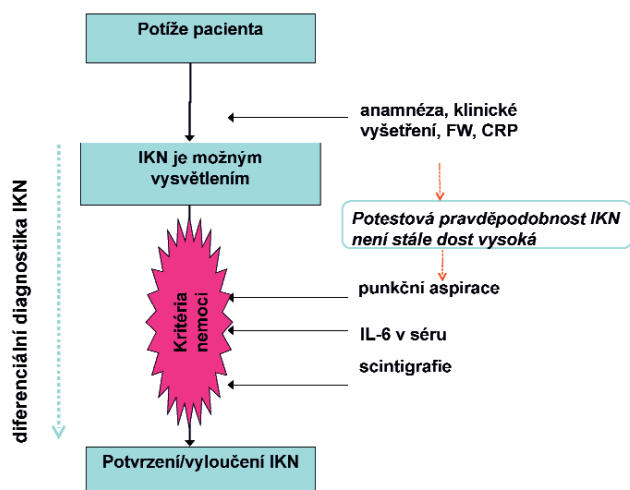 Potíže pacienta
anamnéza, klinické
vyšetření, FW, CRP
IKN je možným
vysvětlením
Potestová pravděpodobnost IKN
není stále dost vysoká
diferenciální diagnostika IKN
Kritéria
nemoci
punkční aspirace
IL-6 v séru
scintigrafie
Potvrzení/vyloučení IKN